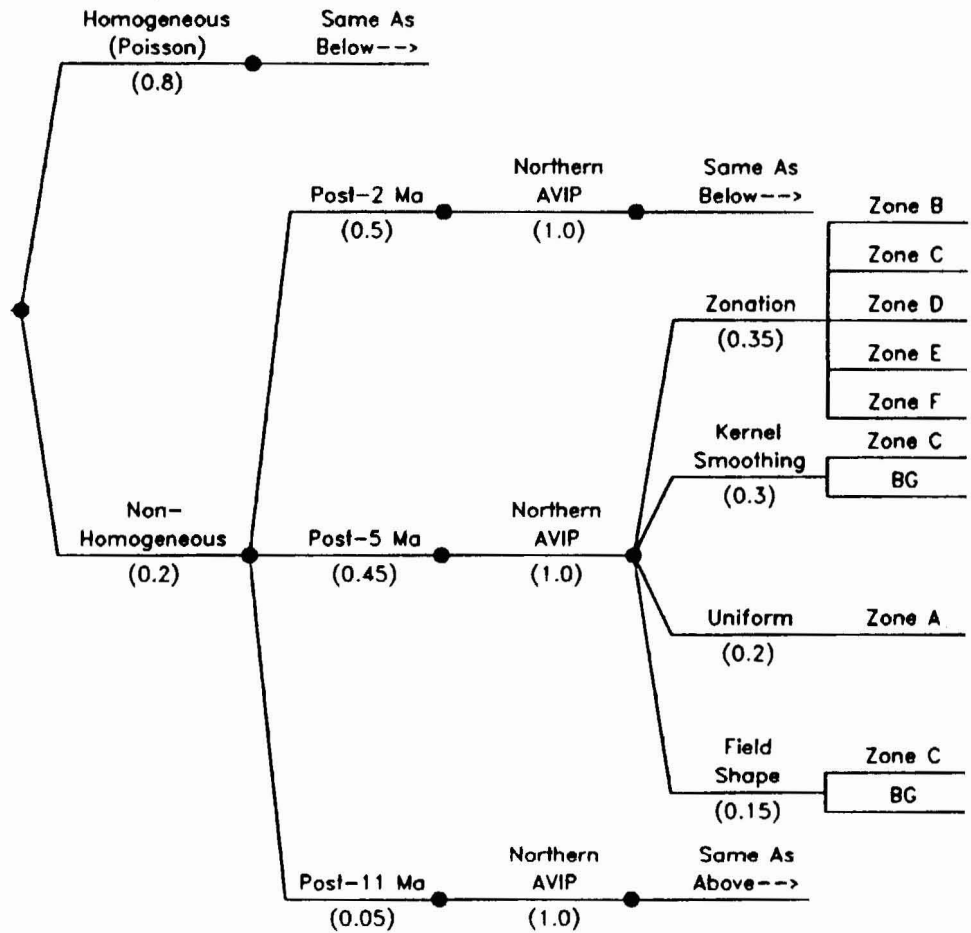 Homogeneous
(Poisson)
(0.8)
Same As
Below-->
Post-2 Ma
(0.5)
Northern
AVIP
(1.0)
Same As
Below-->
Zone B
Zone C
Zonation
(0.35)
Zone D
Zone E
Zone F
Kernel
Smoothing
(0.3)
Zone C
BG
Non-
Homogeneous
(0.2)
Post-5 Ma
(0.45)
Northern
AVIP
(1.0)
Uniform
(0.2)
Zone A
Field
Shape
(0.15)
Zone C
BG
Post-11 Ma
(0.05)
Northern
AVIP
(1.0)
Same As
Above-->